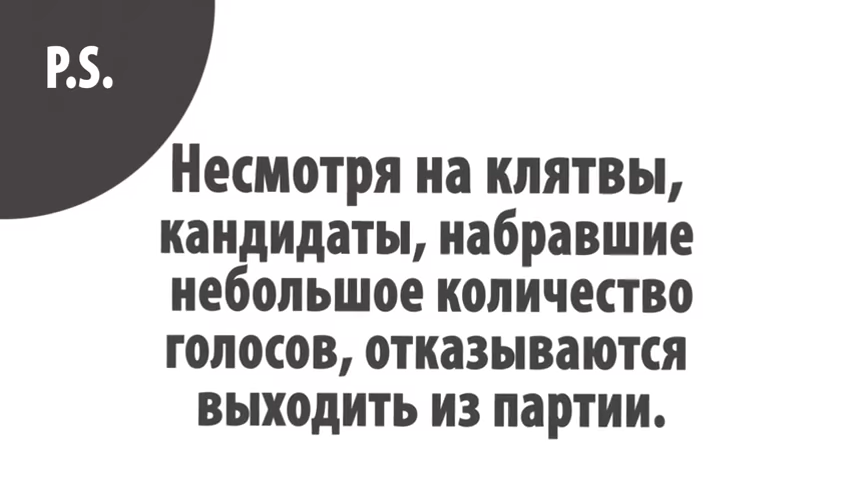 P.S.
Несмотря на клятвы,
кандидаты, набравшие
небольшое количество
голосов, отказываются
выходить из партии.